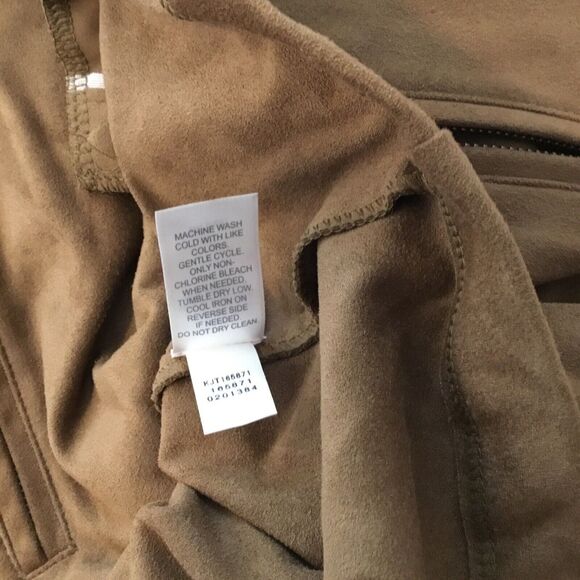 MACHINE WASH
COLD WITH LIKE
COLORS.
GENTLE CYCLE.
ONLY NON-
CHLORINE BLEACH
WHEN NEEDED.
TUMBLE DRY LOW.
COOL IRON ON
REVERSE SIDE
IF NEEDED.
DO NOT DRY CLEAN
KJT165871
165871
0201384